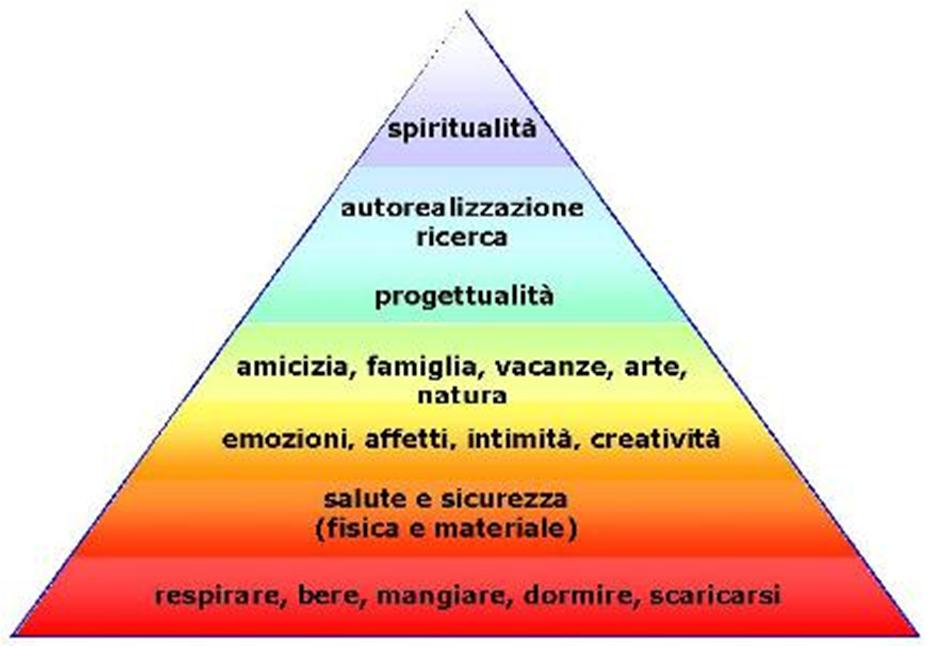 spiritualità
autorealizzazione
ricerca
progettualità
amicizia, famiglia, vacanze, arte,
natura
emozioni, affetti, intimità, creatività
salute e sicurezza
(fisica e materiale)
respirare, bere, mangiare, dormire, scaricarsi